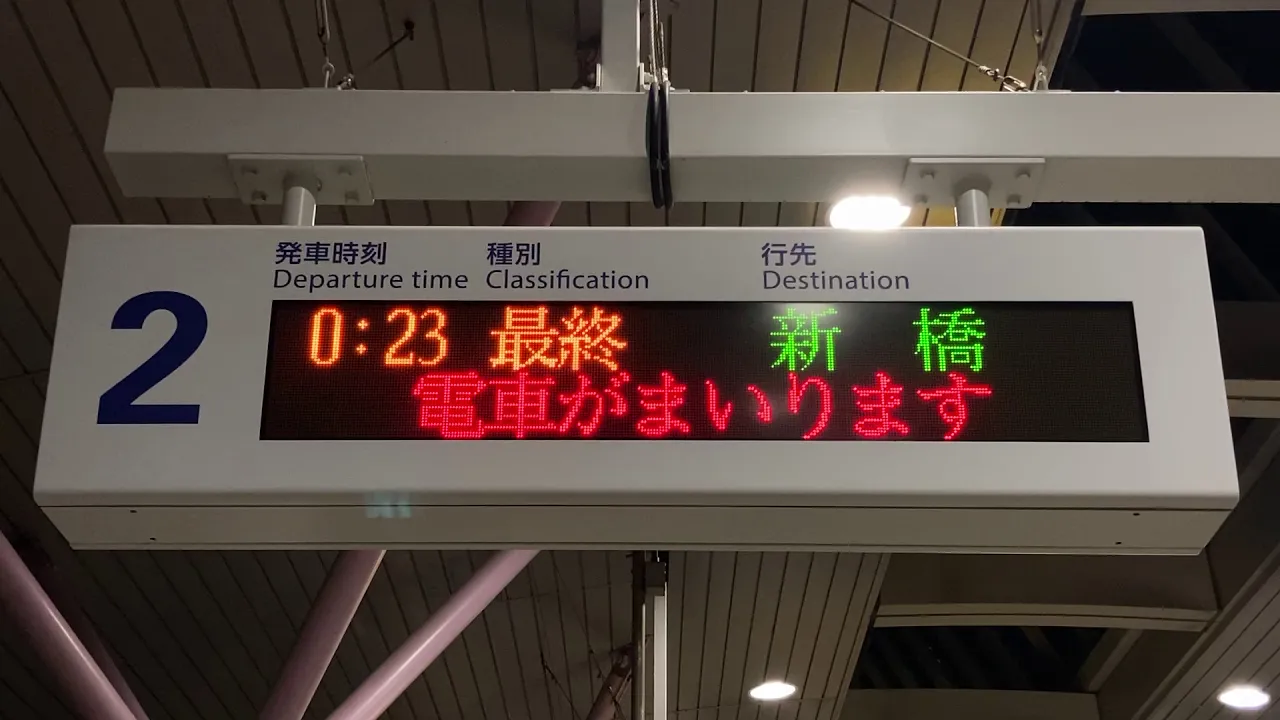 発車時刻 種別 行先
Departure time Classification Destination
2
0:23 最終 新 橋
電車がまいります